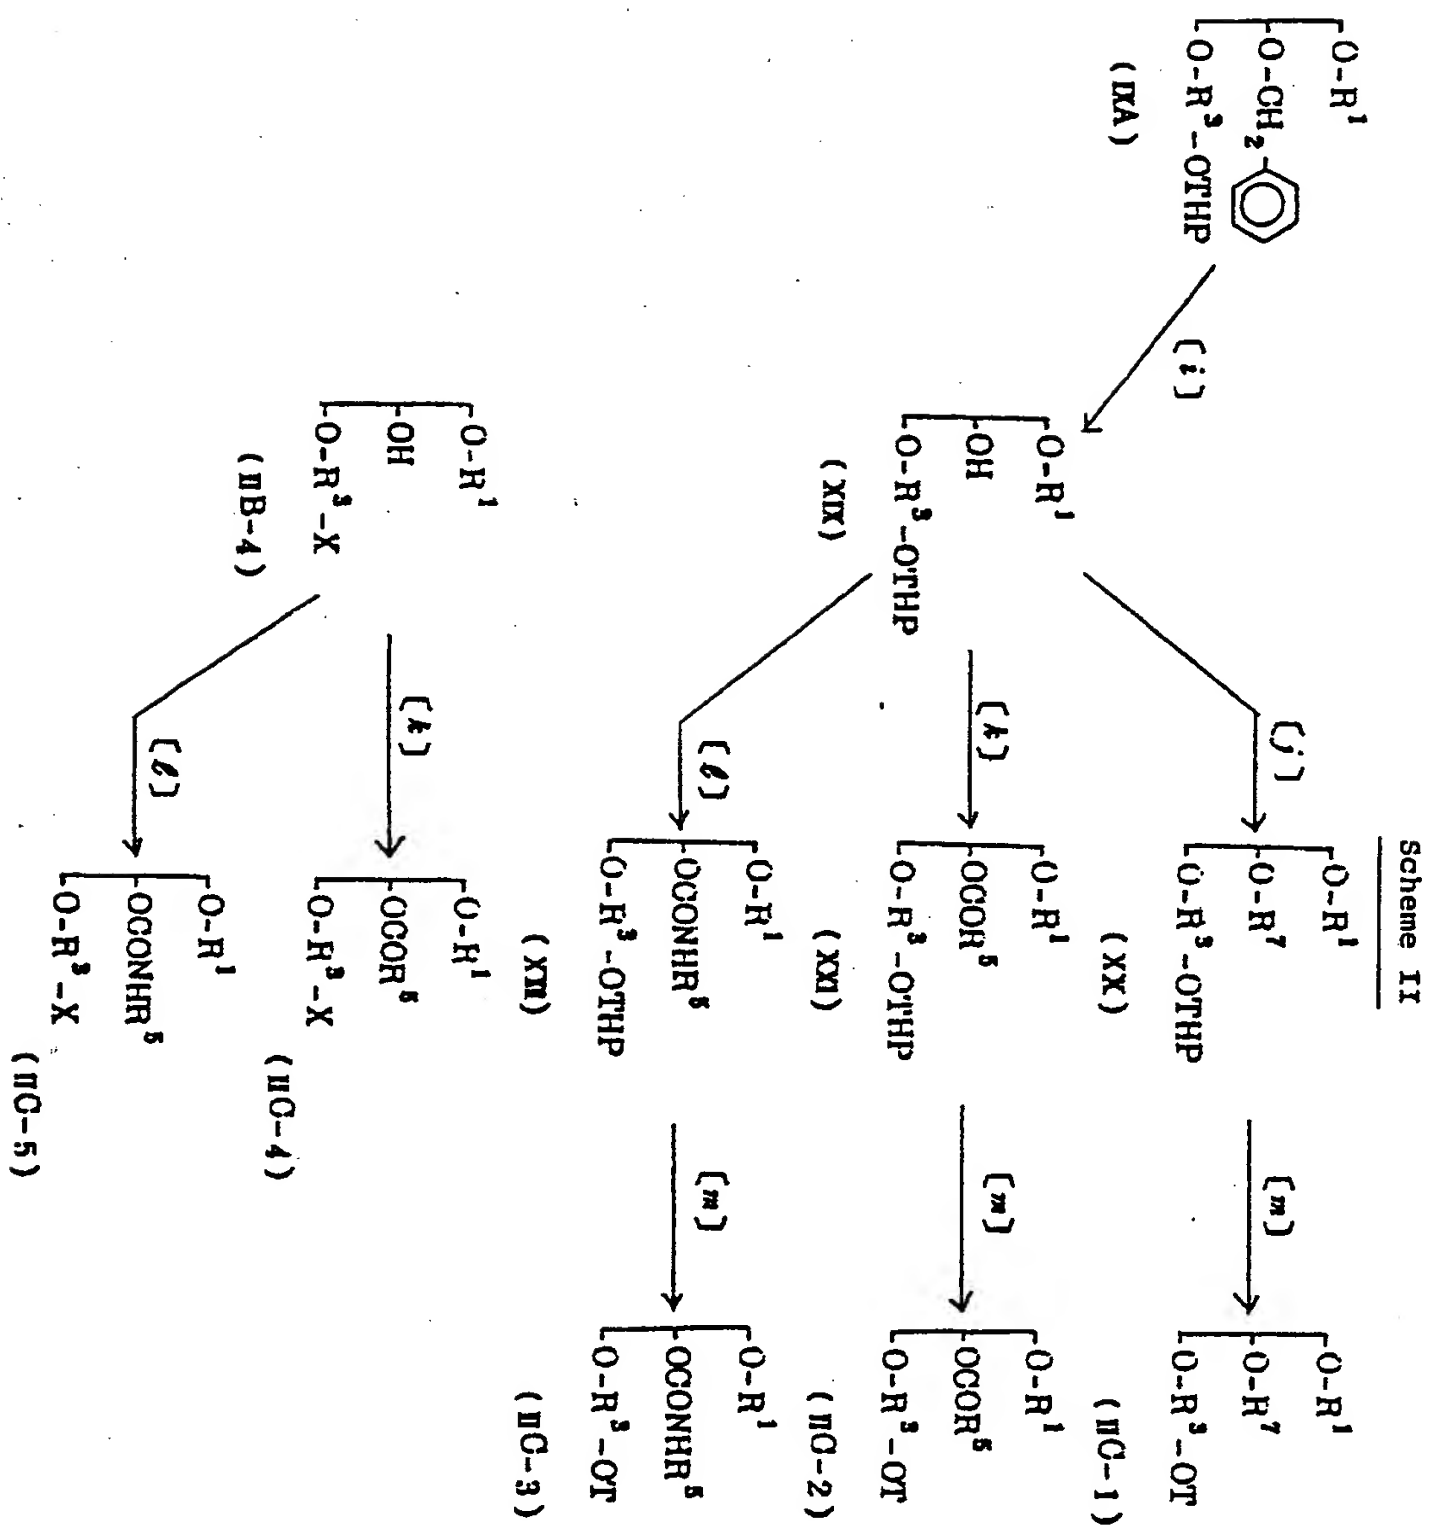 Scheme II
O-R¹
O-CH₂-
O-R³-OTHP
(IXA)
[i]
O-R¹
OH
O-R³-OTHP
(XIX)
[j]
O-R¹
O-R⁷
O-R³-OTHP
(XX)
[m]
O-R¹
O-R⁷
O-R³-OT
(IIC-1)
[k]
O-R¹
OCOR⁵
O-R³-OTHP
(XXI)
[m]
O-R¹
OCOR⁵
O-R³-OT
(IIC-2)
[l]
O-R¹
OCONHR⁵
O-R³-OTHP
[m]
O-R¹
OCONHR⁵
O-R³-OT
(IIC-3)
O-R¹
OH
O-R³-X
(IIB-4)
[k]
O-R¹
OCOR⁵
O-R³-X
(IIC-4)
[l]
O-R¹
OCONHR⁵
O-R³-X
(IIC-5)